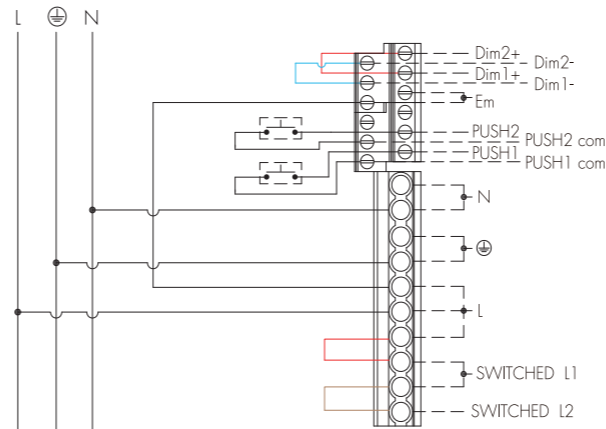 L ⏚ N
Dim2+
Dim2-
Dim1+
Dim1-
Em
PUSH2
PUSH2 com
PUSH1
PUSH1 com
N
⏚
L
SWITCHED L1
SWITCHED L2